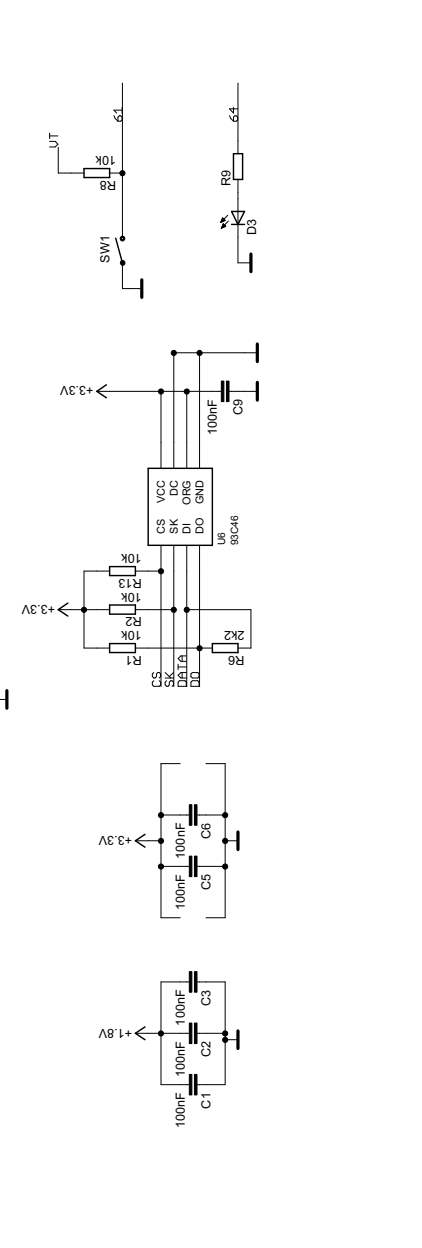 61
64
VT
10k
R8
R9
D3
SW1
+3.3V
100nF
C9
CS VCC
SK DC
DI ORG
DO GND
U6
93C46
10k
R13
+3.3V
10k
R2
10k
R1
2k2
R6
CS
SK
DATA
DO
+3.3V
100nF
C6
100nF
C5
+1.8V
100nF
C3
100nF
C2
100nF
C1